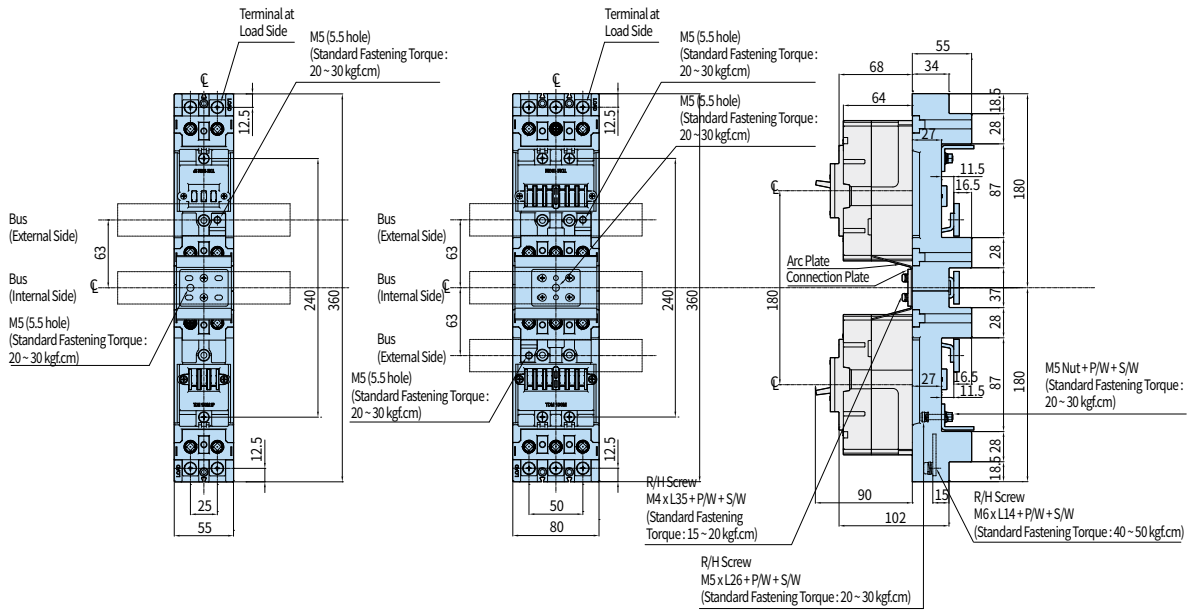 Terminal at
Load Side
M5 (5.5 hole)
(Standard Fastening Torque :
20 ~ 30 kgf.cm)
℄
12.5
Bus
(External Side)
63
Bus
(Internal Side)
℄
240
360
M5 (5.5 hole)
(Standard Fastening Torque :
20 ~ 30 kgf.cm)
12.5
25
55
Terminal at
Load Side
M5 (5.5 hole)
(Standard Fastening Torque :
20 ~ 30 kgf.cm)
M5 (5.5 hole)
(Standard Fastening Torque :
20 ~ 30 kgf.cm)
℄
12.5
Bus
(External Side)
63
Bus
(Internal Side)
℄
63
240
360
Bus
(External Side)
M5 (5.5 hole)
(Standard Fastening Torque :
20 ~ 30 kgf.cm)
12.5
50
80
55
68
34
64
18.5
28
27
11.5
16.5
87
180
℄
28
Arc Plate
Connection Plate
180
37
28
℄
27
16.5
11.5
87
180
M5 Nut + P/W + S/W
(Standard Fastening Torque :
20 ~ 30 kgf.cm)
28
18.5
90
15
102
R/H Screw
M4 x L35 + P/W + S/W
(Standard Fastening
Torque : 15 ~ 20 kgf.cm)
R/H Screw
M6 x L14 + P/W + S/W
(Standard Fastening Torque : 40 ~ 50 kgf.cm)
R/H Screw
M5 x L26 + P/W + S/W
(Standard Fastening Torque : 20 ~ 30 kgf.cm)